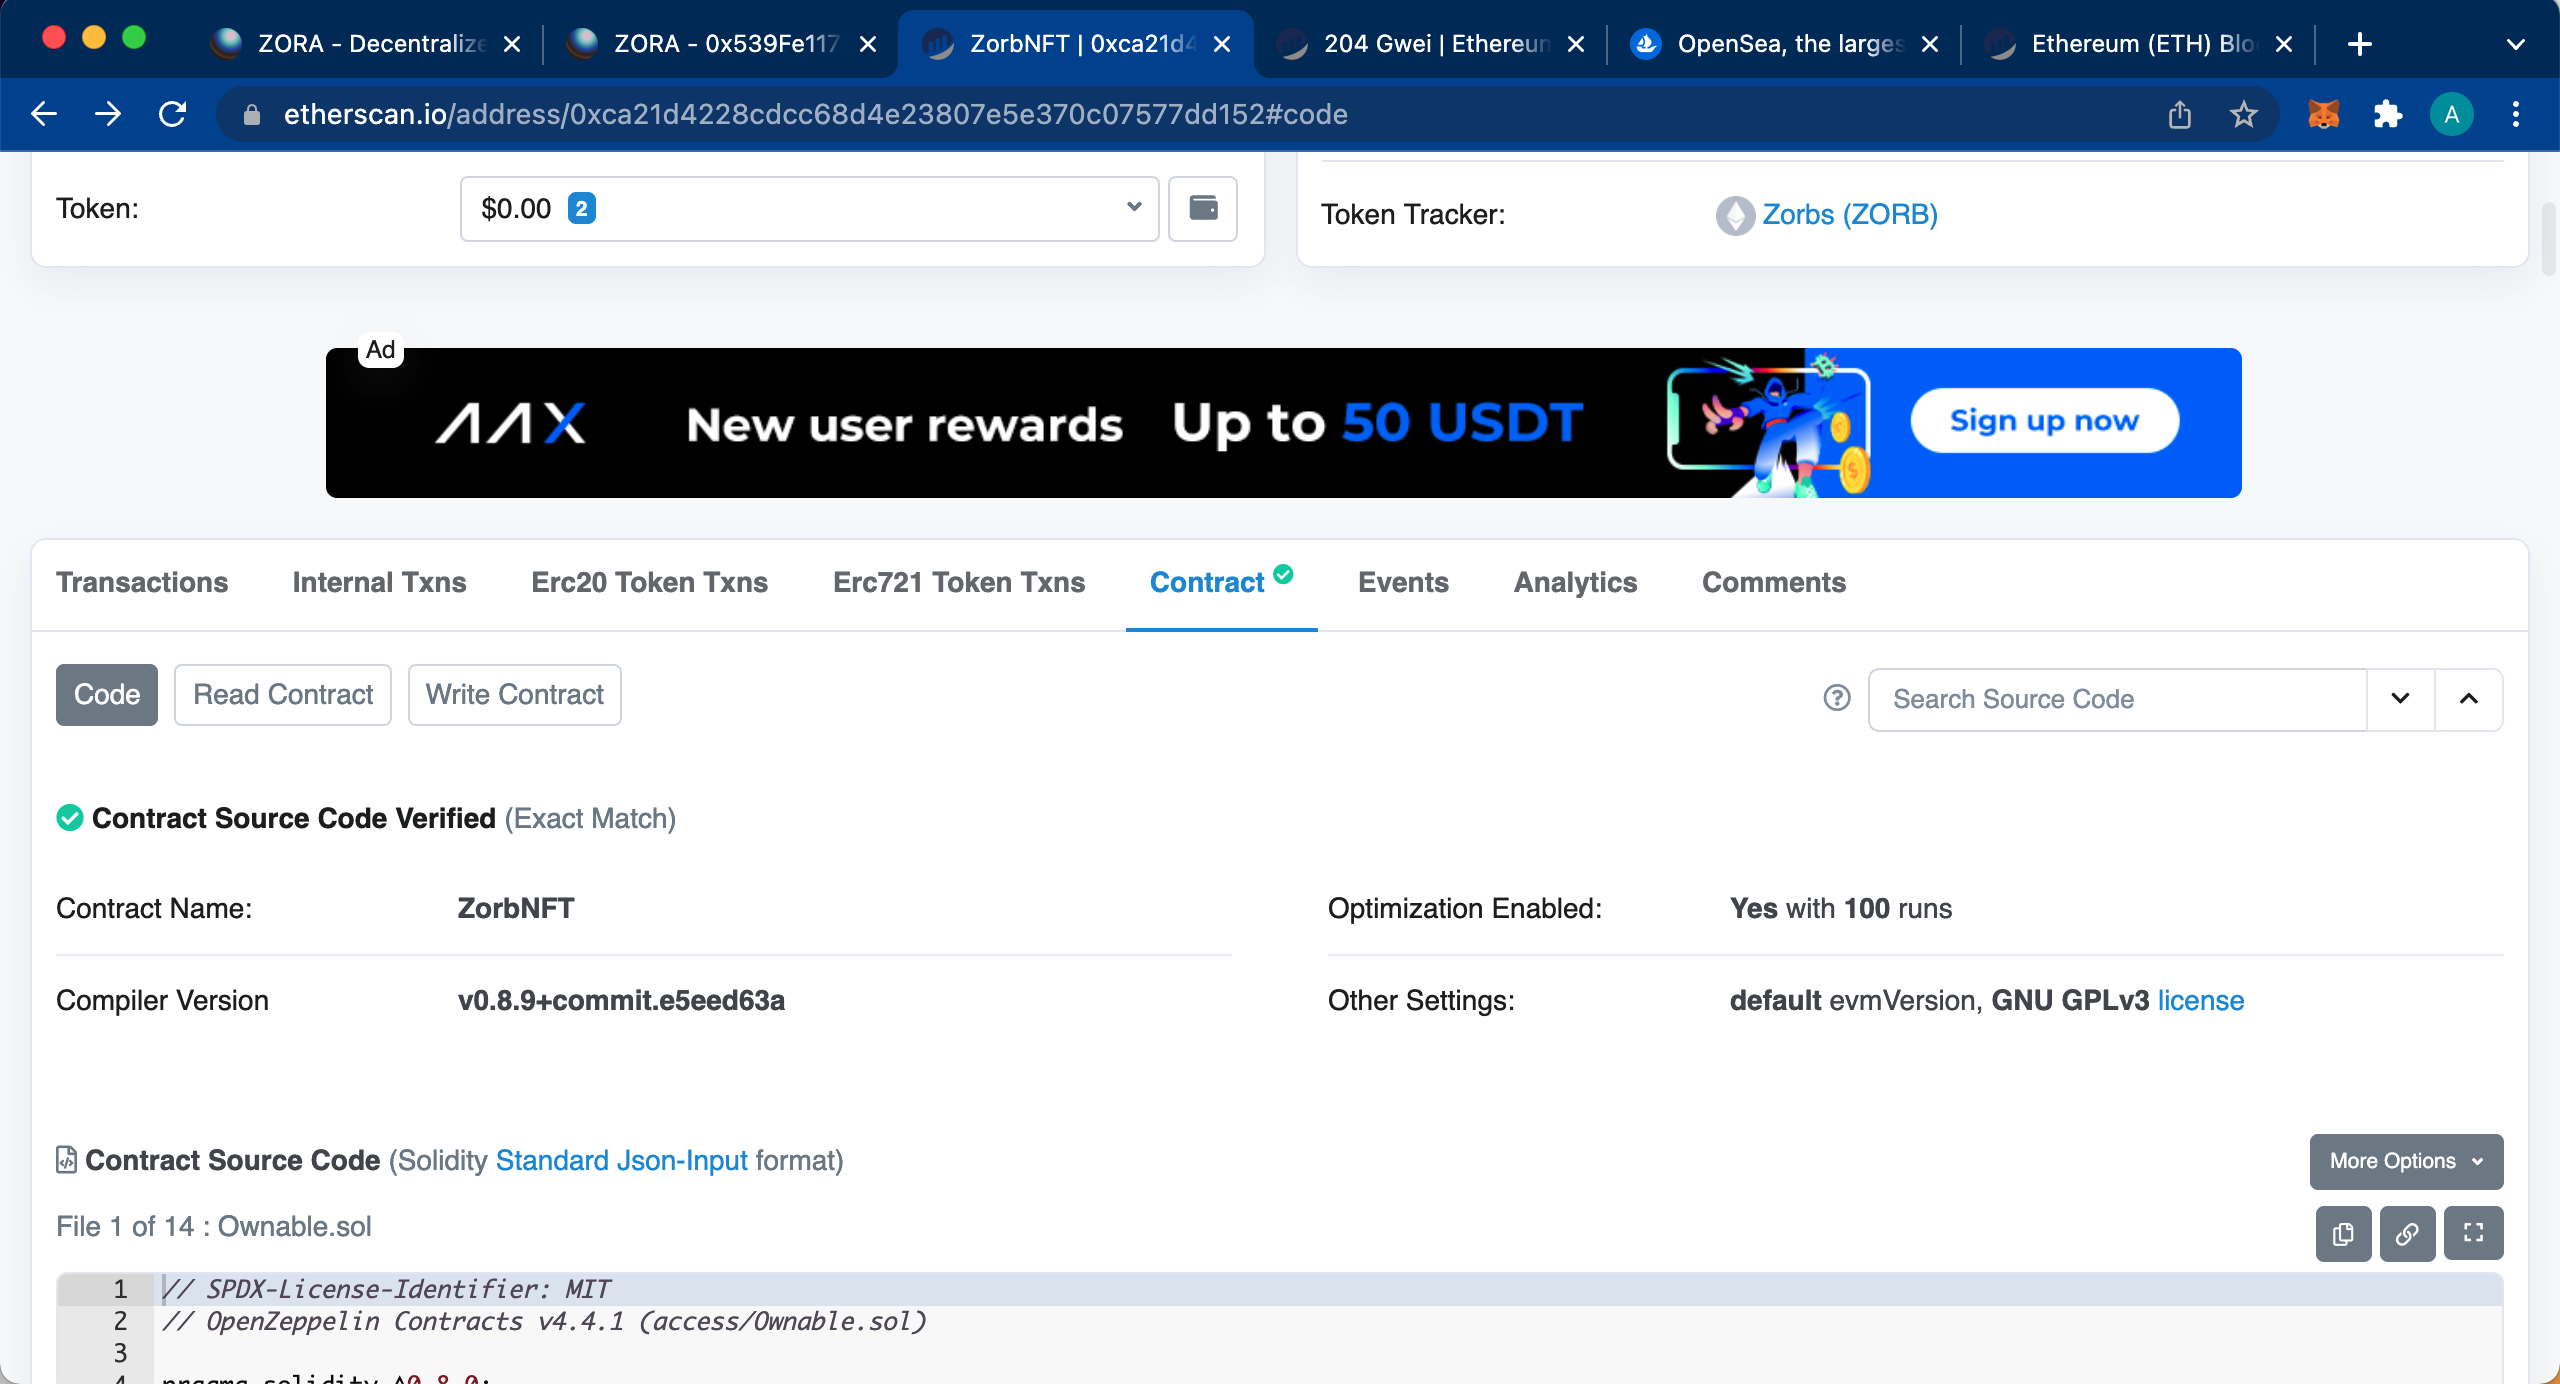 ZORA - Decentralize
ZORA - 0x539Fe117
ZorbNFT | 0xca21d4
204 Gwei | Ethereum
OpenSea, the larges
Ethereum (ETH) Blo
etherscan.io/address/0xca21d4228cdcc68d4e23807e5e370c07577dd152#code
A
Token:
$0.00 2
Token Tracker:
Zorbs (ZORB)
Ad
AAX
New user rewards Up to 50 USDT
Sign up now
Transactions
Internal Txns
Erc20 Token Txns
Erc721 Token Txns
Contract
Events
Analytics
Comments
Code
Read Contract
Write Contract
Search Source Code
Contract Source Code Verified (Exact Match)
Contract Name:
ZorbNFT
Optimization Enabled:
Yes with 100 runs
Compiler Version
v0.8.9+commit.e5eed63a
Other Settings:
default evmVersion, GNU GPLv3 license
Contract Source Code (Solidity Standard Json-Input format)
More Options
File 1 of 14 : Ownable.sol
1 // SPDX-License-Identifier: MIT
2 // OpenZeppelin Contracts v4.4.1 (access/Ownable.sol)
3
4 pragma solidity ^0.8.0;